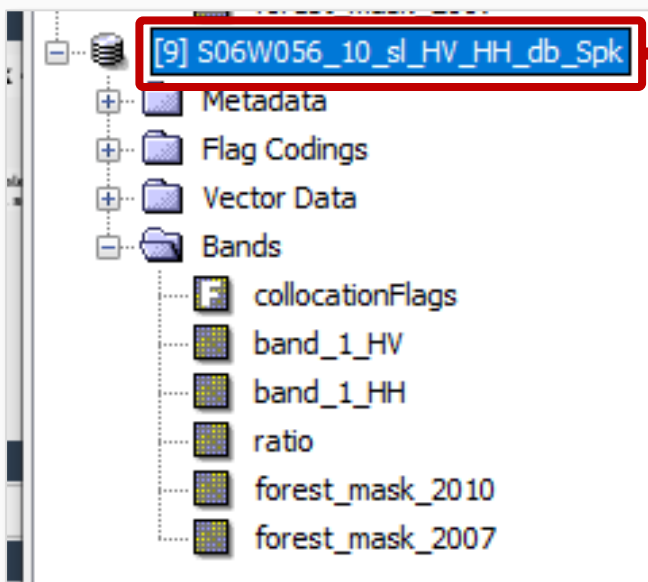 [9] S06W056_10_sl_HV_HH_db_Spk
Metadata
Flag Codings
Vector Data
Bands
collocationFlags
band_1_HV
band_1_HH
ratio
forest_mask_2010
forest_mask_2007